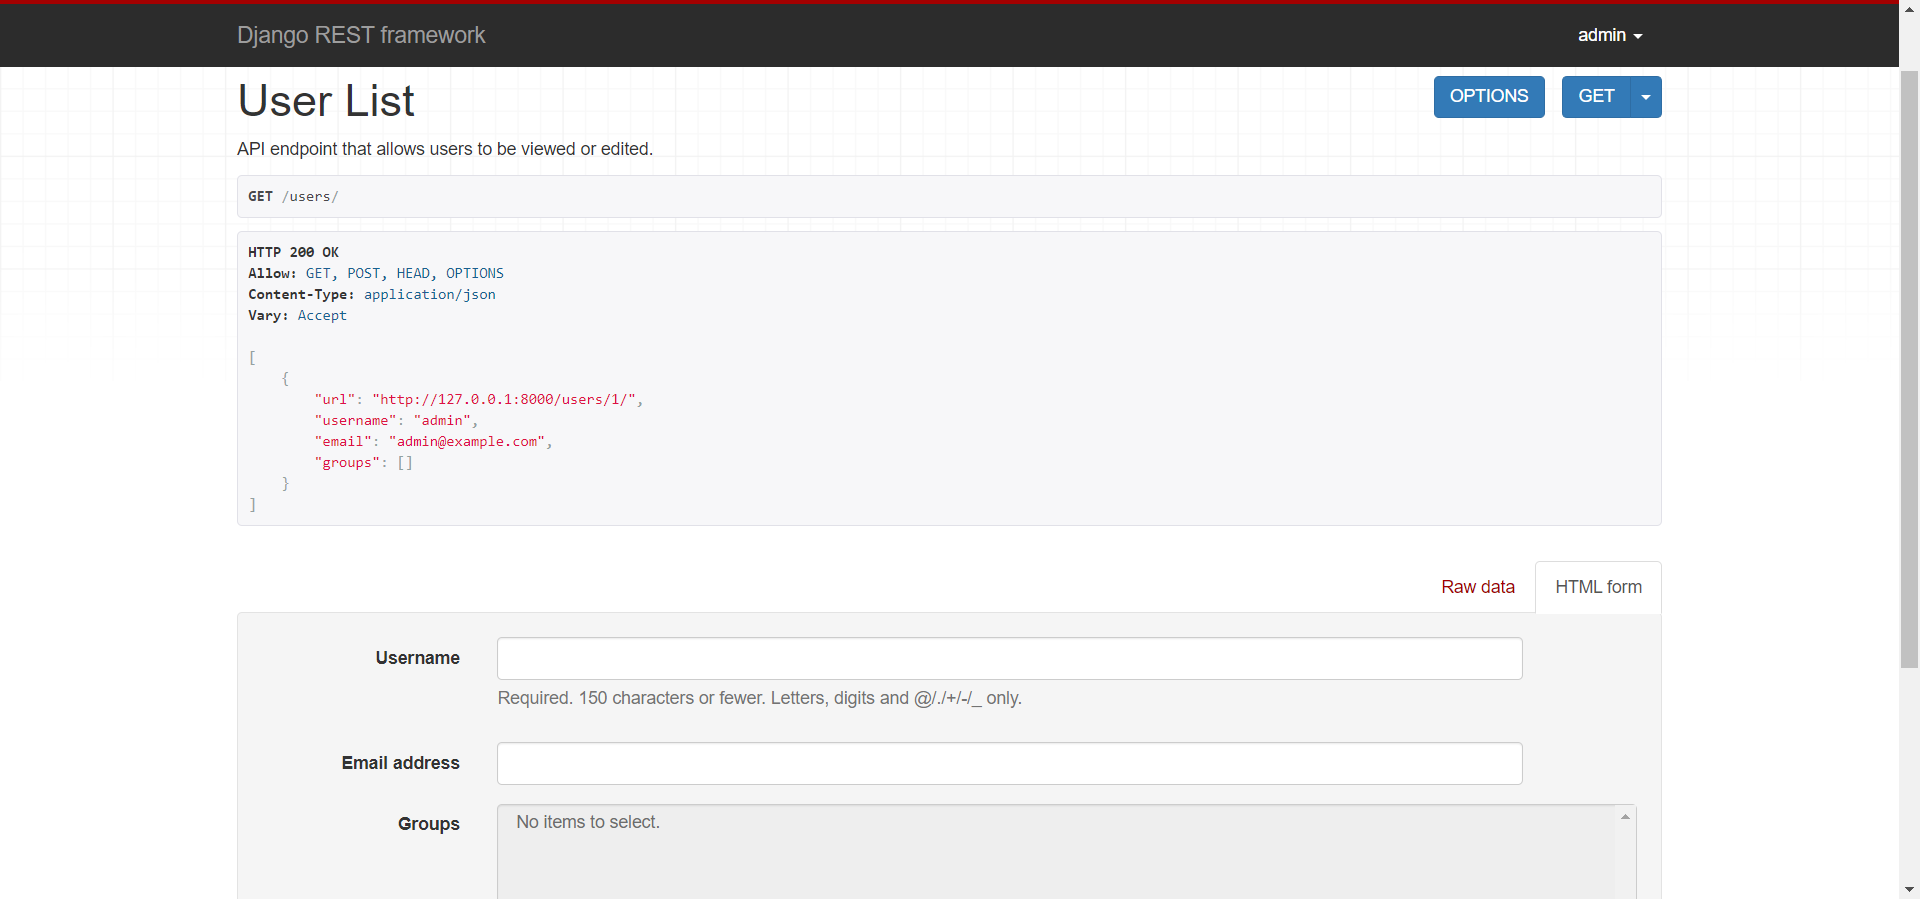 Django REST framework
admin
User List
OPTIONS
GET
API endpoint that allows users to be viewed or edited.
GET /users/
HTTP 200 OK
Allow: GET, POST, HEAD, OPTIONS
Content-Type: application/json
Vary: Accept
[
    {
        "url": "http://127.0.0.1:8000/users/1/",
        "username": "admin",
        "email": "admin@example.com",
        "groups": []
    }
]
Raw data
HTML form
Username
Required. 150 characters or fewer. Letters, digits and @/./+/-/_ only.
Email address
Groups
No items to select.